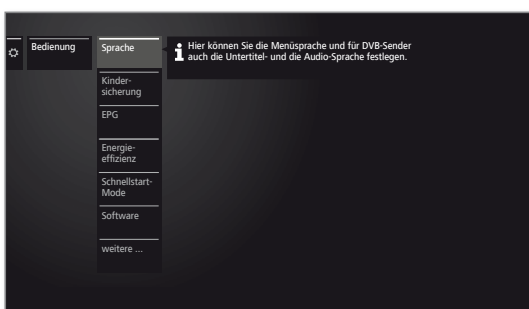 Bedienung
Sprache
Hier können Sie die Menüsprache und für DVB-Sender
auch die Untertitel- und die Audio-Sprache festlegen.
Kinder-
sicherung
EPG
Energie-
effizienz
Schnellstart-
Mode
Software
weitere ...